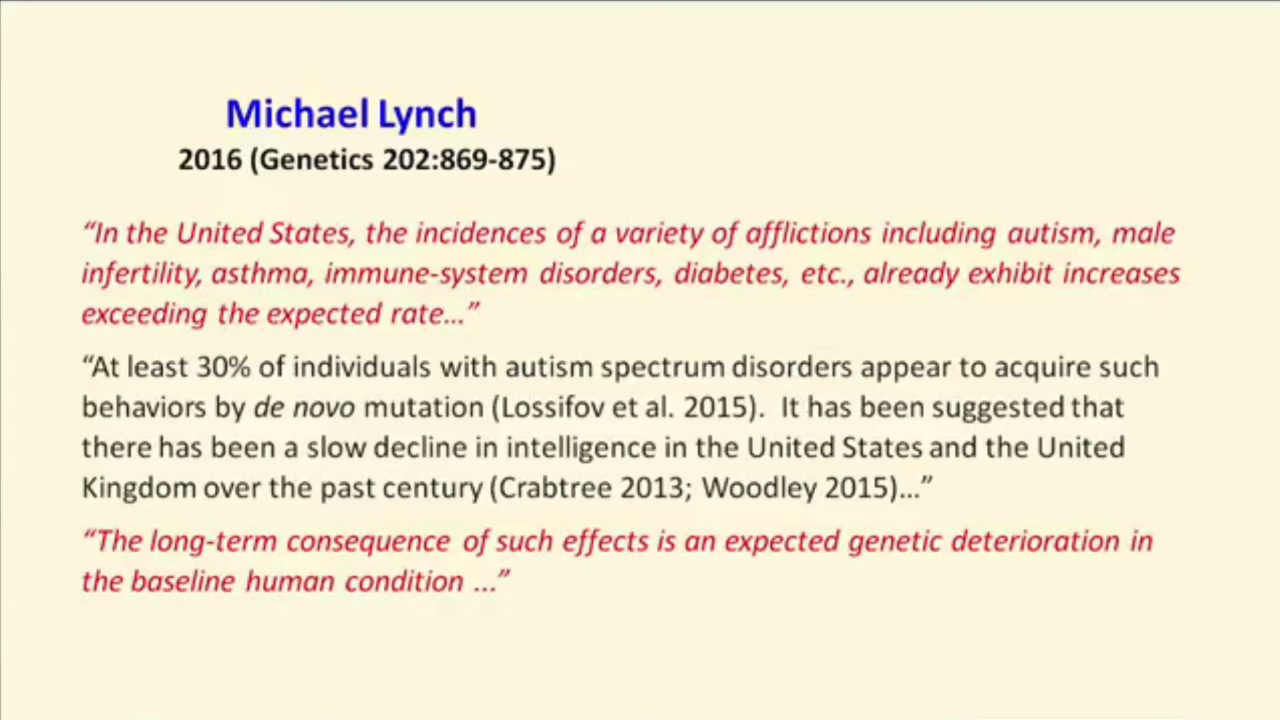 Michael Lynch
2016 (Genetics 202:869-875)
“In the United States, the incidences of a variety of afflictions including autism, male
infertility, asthma, immune-system disorders, diabetes, etc., already exhibit increases
exceeding the expected rate...”
“At least 30% of individuals with autism spectrum disorders appear to acquire such
behaviors by de novo mutation (Lossifov et al. 2015). It has been suggested that
there has been a slow decline in intelligence in the United States and the United
Kingdom over the past century (Crabtree 2013; Woodley 2015)...”
“The long-term consequence of such effects is an expected genetic deterioration in
the baseline human condition ...”